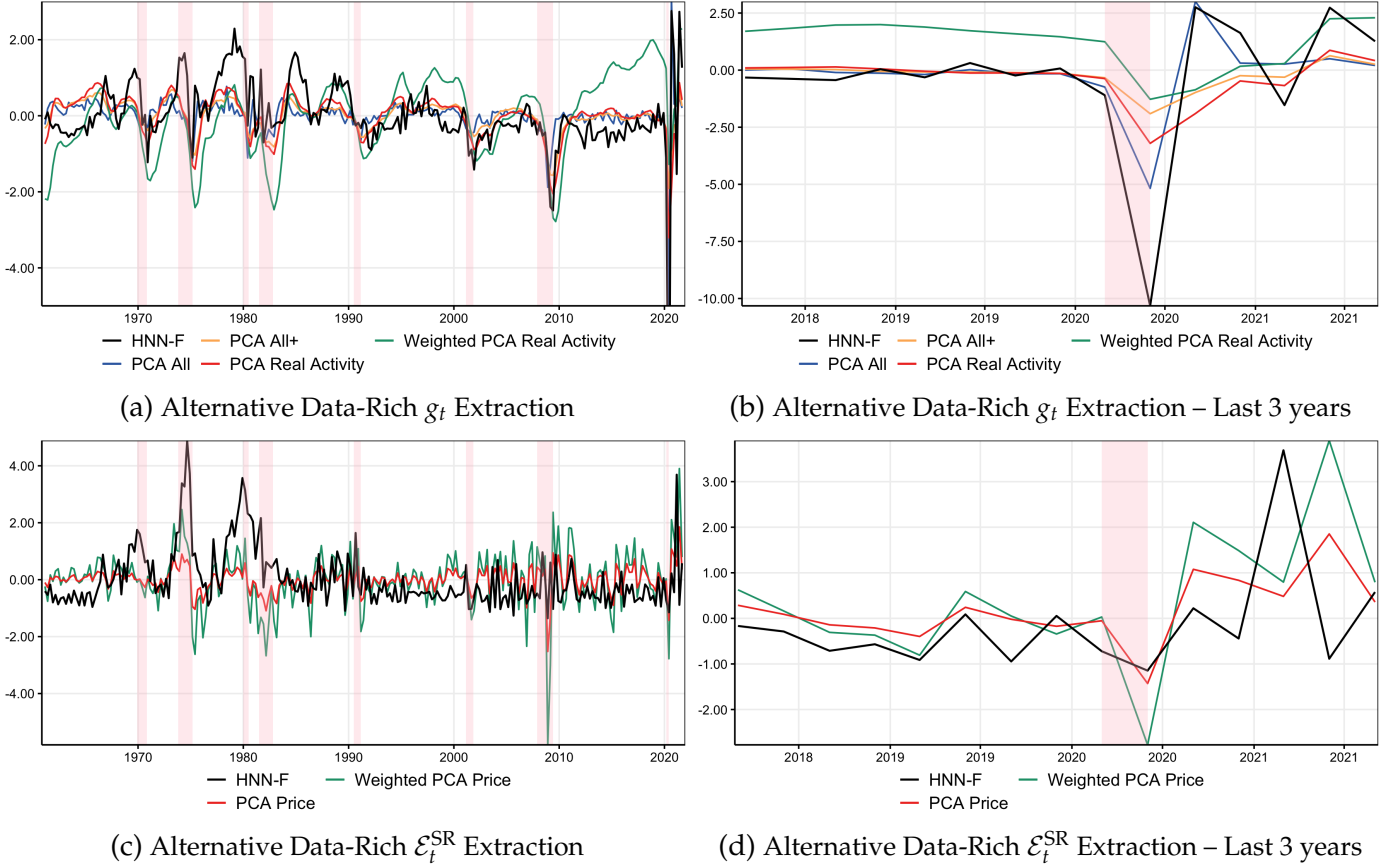 2.00
0.00
-2.00
-4.00
1970 1980 1990 2000 2010 2020
HNN-F PCA All+ Weighted PCA Real Activity
PCA All PCA Real Activity
(a) Alternative Data-Rich g_t Extraction
2.50
0.00
-2.50
-5.00
-7.50
-10.00
2018 2019 2019 2020 2020 2021 2021
HNN-F PCA All+ Weighted PCA Real Activity
PCA All PCA Real Activity
(b) Alternative Data-Rich g_t Extraction – Last 3 years
4.00
2.00
0.00
-2.00
-4.00
1970 1980 1990 2000 2010 2020
HNN-F Weighted PCA Price
PCA Price
(c) Alternative Data-Rich ℰ_t^SR Extraction
3.00
2.00
1.00
0.00
-1.00
-2.00
2018 2019 2019 2020 2020 2021 2021
HNN-F Weighted PCA Price
PCA Price
(d) Alternative Data-Rich ℰ_t^SR Extraction – Last 3 years